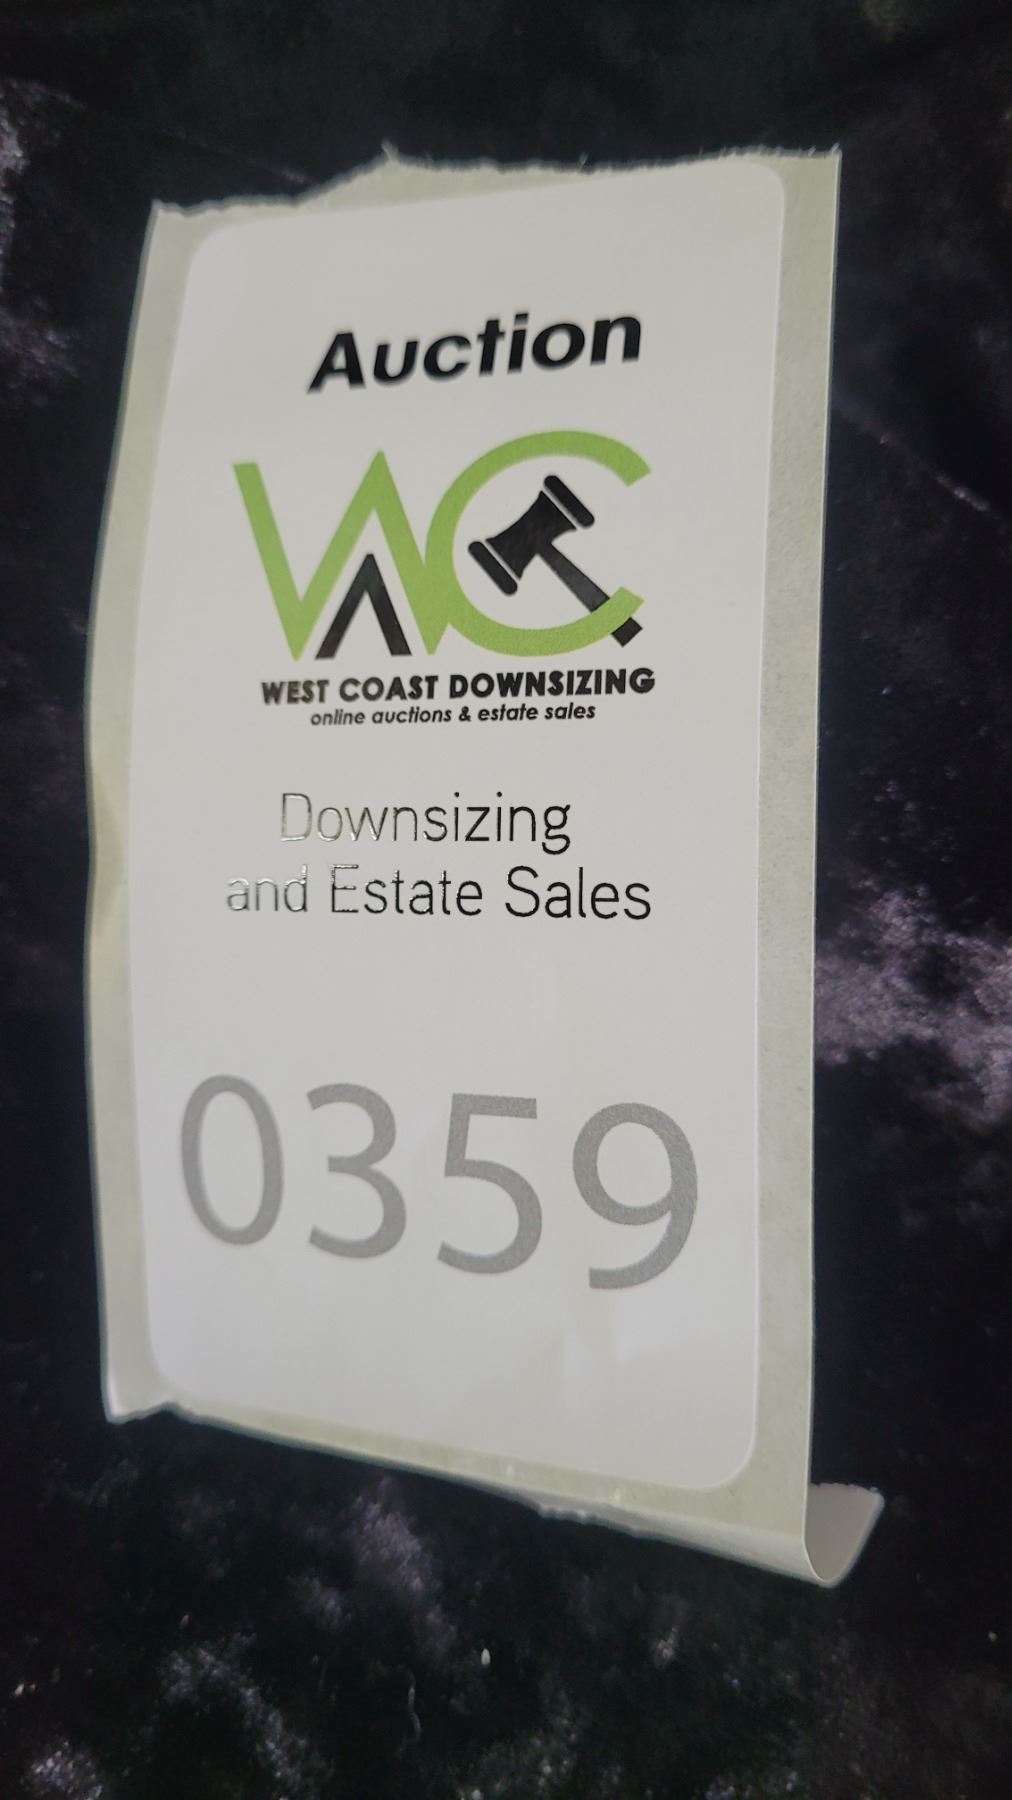 Auction
WC
WEST COAST DOWNSIZING
online auctions & estate sales
Downsizing
and Estate Sales
0359